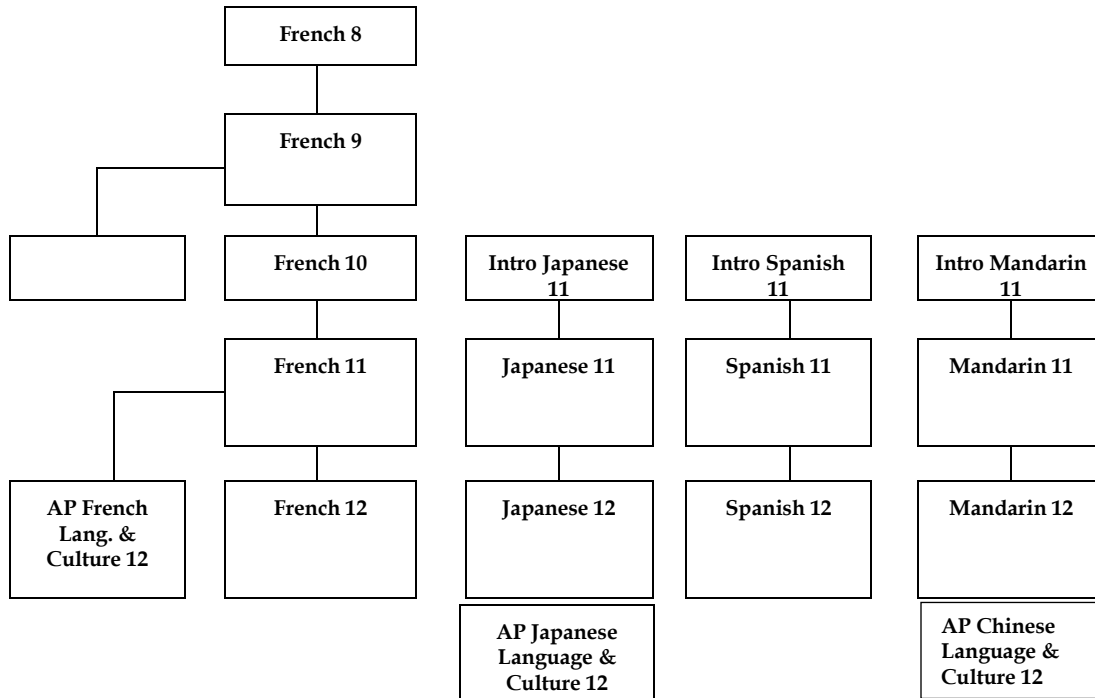 French 8
French 9
French 10
Intro Japanese
11
Intro Spanish
11
Intro Mandarin
11
French 11
Japanese 11
Spanish 11
Mandarin 11
AP French
Lang. &
Culture 12
French 12
Japanese 12
Spanish 12
Mandarin 12
AP Japanese
Language &
Culture 12
AP Chinese
Language &
Culture 12